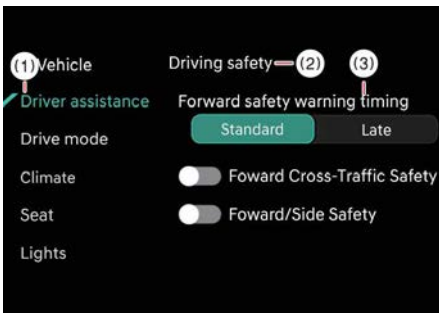 (1) Vehicle
Driving safety (2) (3)
Driver assistance
Forward safety warning timing
Drive mode
Standard Late
Climate
Foward Cross-Traffic Safety
Seat
Foward/Side Safety
Lights